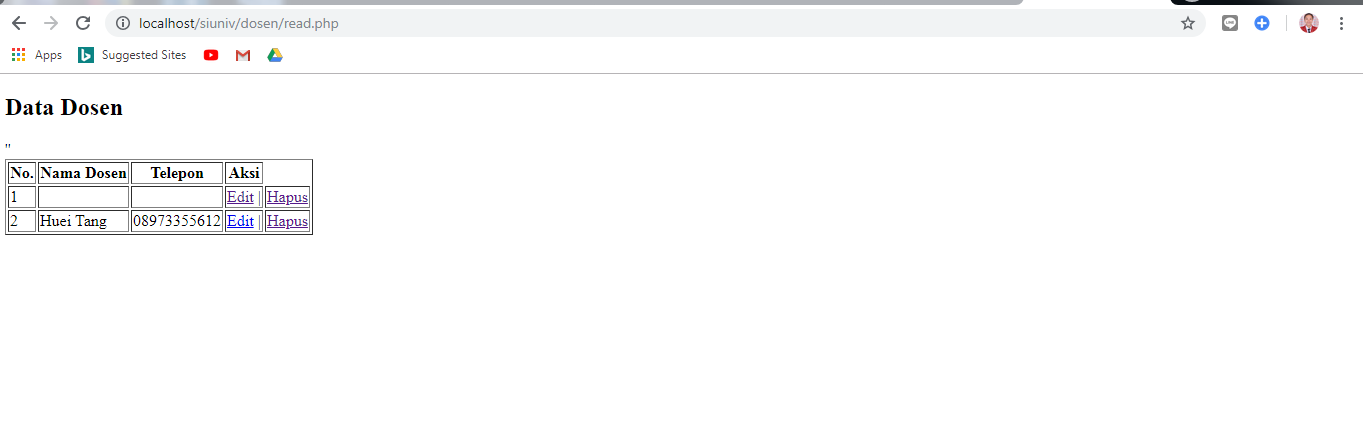 localhost/siuniv/dosen/read.php
Apps Suggested Sites
Data Dosen
"
No. Nama Dosen Telepon Aksi
1 Edit | Hapus
2 Huei Tang 08973355612 Edit | Hapus